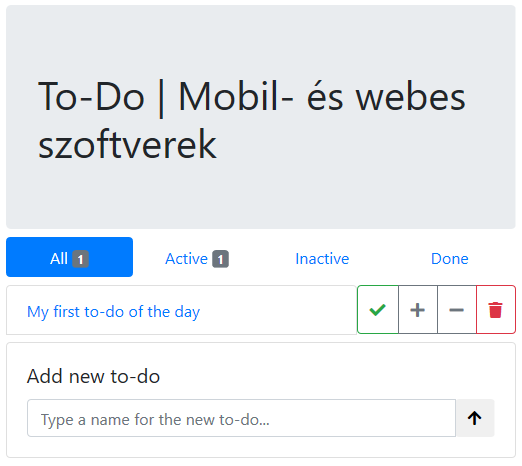 To-Do | Mobil- és webes
szoftverek
All 1
Active 1
Inactive
Done
My first to-do of the day
Add new to-do
Type a name for the new to-do...